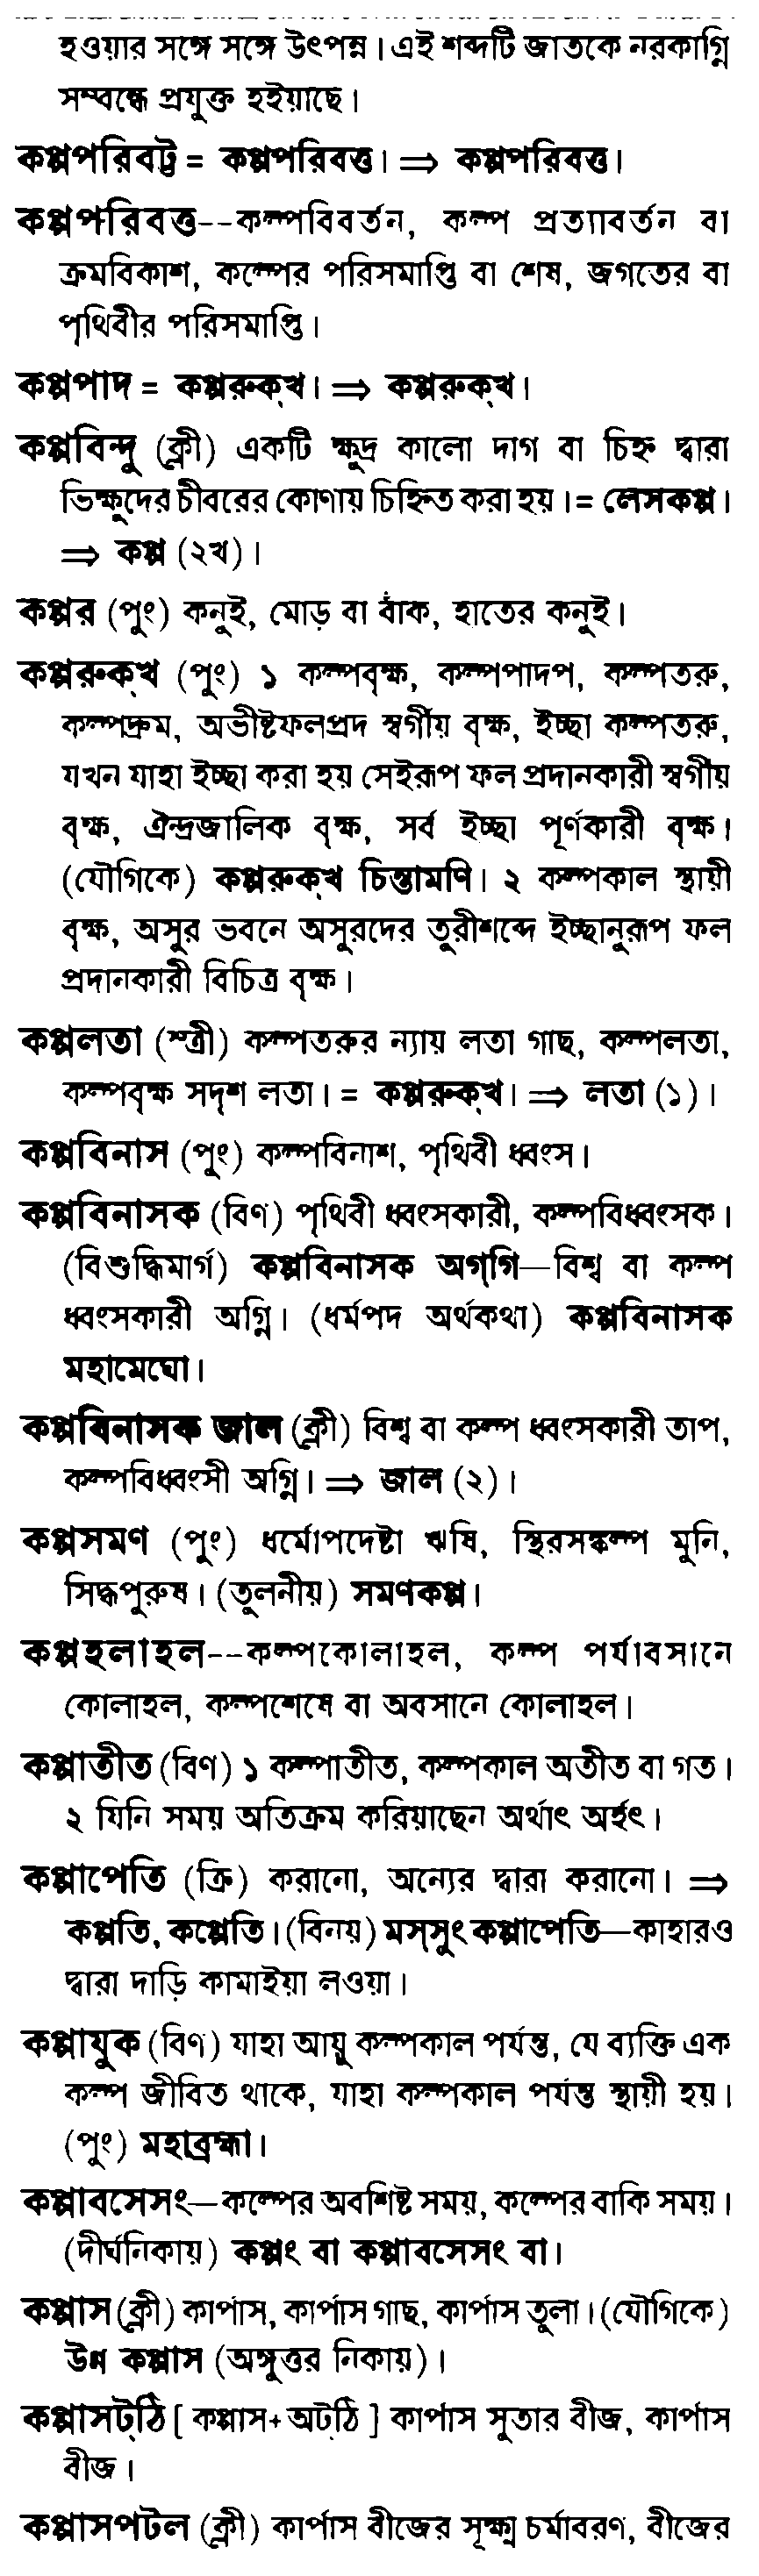 হওয়ার সঙ্গে সঙ্গে উৎপন্ন। এই শব্দটি জাতকে নরকাগ্নি
সম্বন্ধে প্রযুক্ত হইয়াছে।
কপ্পপরিবট্ট = কপ্পপরিবত্ত। ⇒ কপ্পপরিবত্ত।
কপ্পপরিবত্ত--কল্পবিবর্তন, কল্প প্রত্যাবর্তন বা
ক্রমবিকাশ, কল্পের পরিসমাপ্তি বা শেষ, জগতের বা
পৃথিবীর পরিসমাপ্তি।
কপ্পপাদ = কপ্পরুক্‌খ। ⇒ কপ্পরুক্‌খ।
কপ্পবিন্দু (ক্লী) একটি ক্ষুদ্র কালো দাগ বা চিহ্ন দ্বারা
ভিক্ষুদের চীবরের কোণায় চিহ্নিত করা হয়। = লেসকপ্প।
⇒ কপ্প (২খ)।
কপ্পর (পুং) কনুই, মোড় বা বাঁক, হাতের কনুই।
কপ্পরুক্‌খ (পুং) ১ কল্পবৃক্ষ, কল্পপাদপ, কল্পতরু,
কল্পদ্রুম, অভীষ্টফলপ্রদ স্বর্গীয় বৃক্ষ, ইচ্ছা কল্পতরু,
যখন যাহা ইচ্ছা করা হয় সেইরূপ ফল প্রদানকারী স্বর্গীয়
বৃক্ষ, ঐন্দ্রজালিক বৃক্ষ, সর্ব ইচ্ছা পূর্ণকারী বৃক্ষ।
(যৌগিকে) কপ্পরুক্‌খ চিন্তামণি। ২ কল্পকাল স্থায়ী
বৃক্ষ, অসুর ভবনে অসুরদের তুরীশব্দে ইচ্ছানুরূপ ফল
প্রদানকারী বিচিত্র বৃক্ষ।
কপ্পলতা (স্ত্রী) কল্পতরুর ন্যায় লতা গাছ, কল্পলতা,
কল্পবৃক্ষ সদৃশ লতা। = কপ্পরুক্‌খ। ⇒ লতা (১)।
কপ্পবিনাস (পুং) কল্পবিনাশ, পৃথিবী ধ্বংস।
কপ্পবিনাসক (বিণ) পৃথিবী ধ্বংসকারী, কল্পবিধ্বংসক।
(বিশুদ্ধিমার্গ) কপ্পবিনাসক অগ্‌গি—বিশ্ব বা কল্প
ধ্বংসকারী অগ্নি। (ধর্মপদ অর্থকথা) কপ্পবিনাসক
মহামেঘো।
কপ্পবিনাসক জাল (ক্লী) বিশ্ব বা কল্প ধ্বংসকারী তাপ,
কল্পবিধ্বংসী অগ্নি। ⇒ জাল (২)।
কপ্পসমণ (পুং) ধর্মোপদেষ্টা ঋষি, স্থিরসঙ্কল্প মুনি,
সিদ্ধপুরুষ। (তুলনীয়) সমণকপ্প।
কপ্পহলাহল--কল্পকোলাহল, কল্প পর্যাবসানে
কোলাহল, কল্পশেষে বা অবসানে কোলাহল।
কপ্পাতীত (বিণ) ১ কল্পাতীত, কল্পকাল অতীত বা গত।
২ যিনি সময় অতিক্রম করিয়াছেন অর্থাৎ অর্হৎ।
কপ্পাপেতি (ক্রি) করানো, অন্যের দ্বারা করানো। ⇒
কপ্পতি, কপ্পেতি। (বিনয়) মস্‌সুং কপ্পাপেতি—কাহারও
দ্বারা দাড়ি কামাইয়া লওয়া।
কপ্পাযুক (বিণ) যাহা আয়ু কল্পকাল পর্যন্ত, যে ব্যক্তি এক
কল্প জীবিত থাকে, যাহা কল্পকাল পর্যন্ত স্থায়ী হয়।
(পুং) মহাব্রহ্মা।
কপ্পাবসেসং—কল্পের অবশিষ্ট সময়, কল্পের বাকি সময়।
(দীর্ঘনিকায়) কপ্পং বা কপ্পাবসেসং বা।
কপ্পাস (ক্লী) কার্পাস, কার্পাস গাছ, কার্পাস তুলা। (যৌগিকে)
উন্ন কপ্পাস (অঙ্গুত্তর নিকায়)।
কপ্পাসট্‌ঠি [ কপ্পাস+অট্‌ঠি ] কার্পাস সুতার বীজ, কার্পাস
বীজ।
কপ্পাসপটল (ক্লী) কার্পাস বীজের সূক্ষ্ম চর্মাবরণ, বীজের